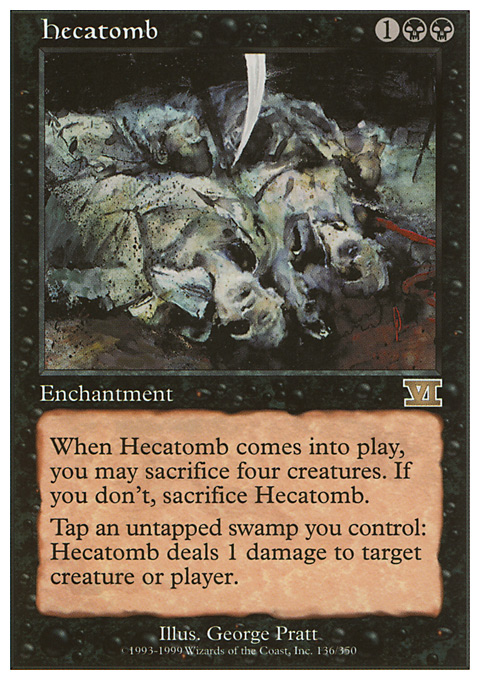 Hecatomb 1
Enchantment VI
When Hecatomb comes into play,
you may sacrifice four creatures. If
you don't, sacrifice Hecatomb.
Tap an untapped swamp you control:
Hecatomb deals 1 damage to target
creature or player.
Illus. George Pratt
©1993-1999 Wizards of the Coast, Inc. 136/350